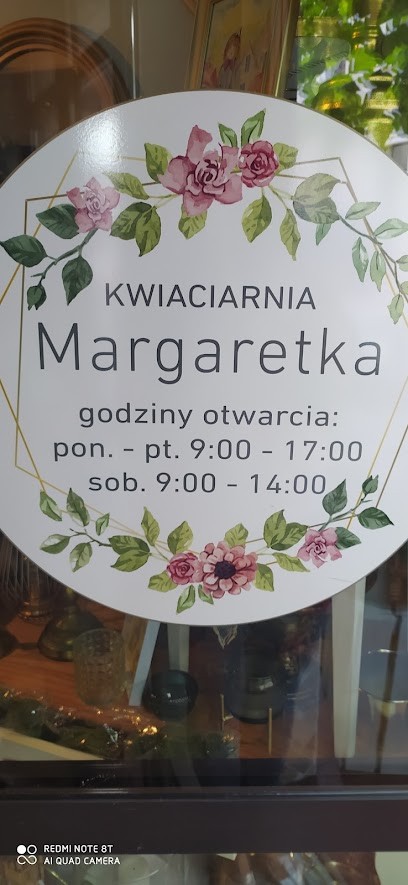 KWIACIARNIA
Margaretka
godziny otwarcia:
pon. - pt. 9:00 - 17:00
sob. 9:00 - 14:00
REDMI NOTE 8T
AI QUAD CAMERA